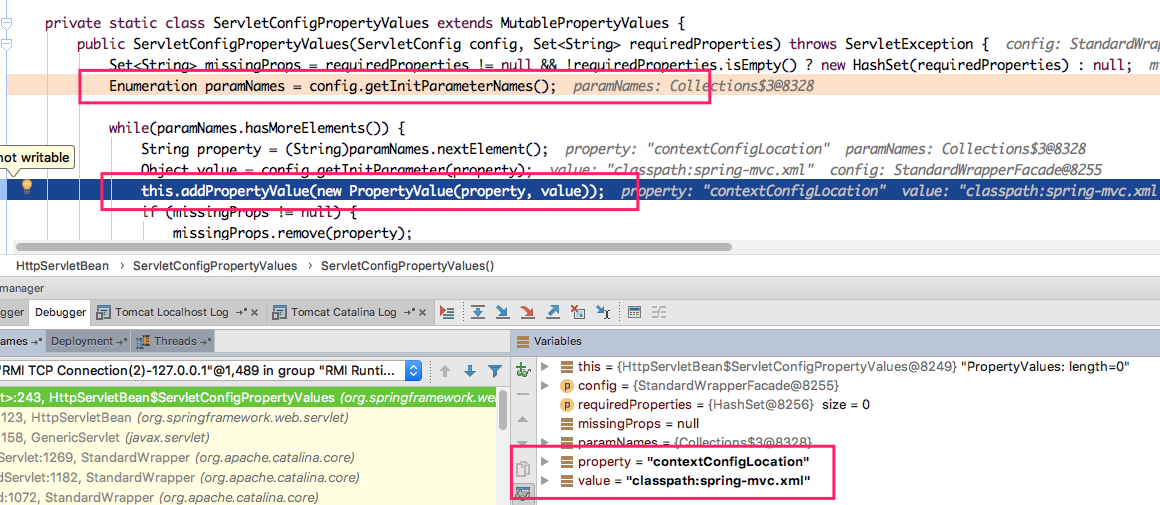 private static class ServletConfigPropertyValues extends MutablePropertyValues {
public ServletConfigPropertyValues(ServletConfig config, Set<String> requiredProperties) throws ServletException {  config: StandardWrap
Set<String> missingProps = requiredProperties != null && !requiredProperties.isEmpty() ? new HashSet(requiredProperties) : null;  m
Enumeration paramNames = config.getInitParameterNames();  paramNames: Collections$3@8328
while(paramNames.hasMoreElements()) {
String property = (String)paramNames.nextElement();  property: "contextConfigLocation"  paramNames: Collections$3@8328
not writable
Object value = config.getInitParameter(property);  value: "classpath:spring-mvc.xml"  config: StandardWrapperFacade@8255
this.addPropertyValue(new PropertyValue(property, value));  property: "contextConfigLocation"  value: "classpath:spring-mvc.xml
if (missingProps != null) {
missingProps.remove(property);
HttpServletBean > ServletConfigPropertyValues > ServletConfigPropertyValues()
manager
gger Debugger Tomcat Localhost Log Tomcat Catalina Log
ames Deployment Threads Variables
"RMI TCP Connection(2)-127.0.0.1"@1,489 in group "RMI Runti...
this = {HttpServletBean$ServletConfigPropertyValues@8249} "PropertyValues: length=0"
config = {StandardWrapperFacade@8255}
requiredProperties = {HashSet@8256}  size = 0
missingProps = null
paramNames = {Collections$3@8328}
property = "contextConfigLocation"
value = "classpath:spring-mvc.xml"
t>:243, HttpServletBean$ServletConfigPropertyValues (org.springframework.web
:123, HttpServletBean (org.springframework.web.servlet)
:158, GenericServlet (javax.servlet)
Servlet:1269, StandardWrapper (org.apache.catalina.core)
dServlet:1182, StandardWrapper (org.apache.catalina.core)
d:1072, StandardWrapper (org.apache.catalina.core)